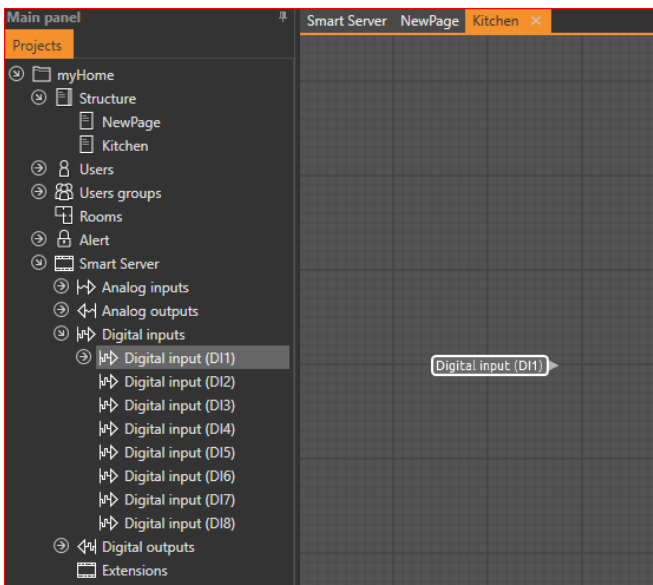 Main panel
Projects
myHome
Structure
NewPage
Kitchen
Users
Users groups
Rooms
Alert
Smart Server
Analog inputs
Analog outputs
Digital inputs
Digital input (DI1)
Digital input (DI2)
Digital input (DI3)
Digital input (DI4)
Digital input (DI5)
Digital input (DI6)
Digital input (DI7)
Digital input (DI8)
Digital outputs
Extensions
Smart Server NewPage Kitchen
Digital input (DI1)